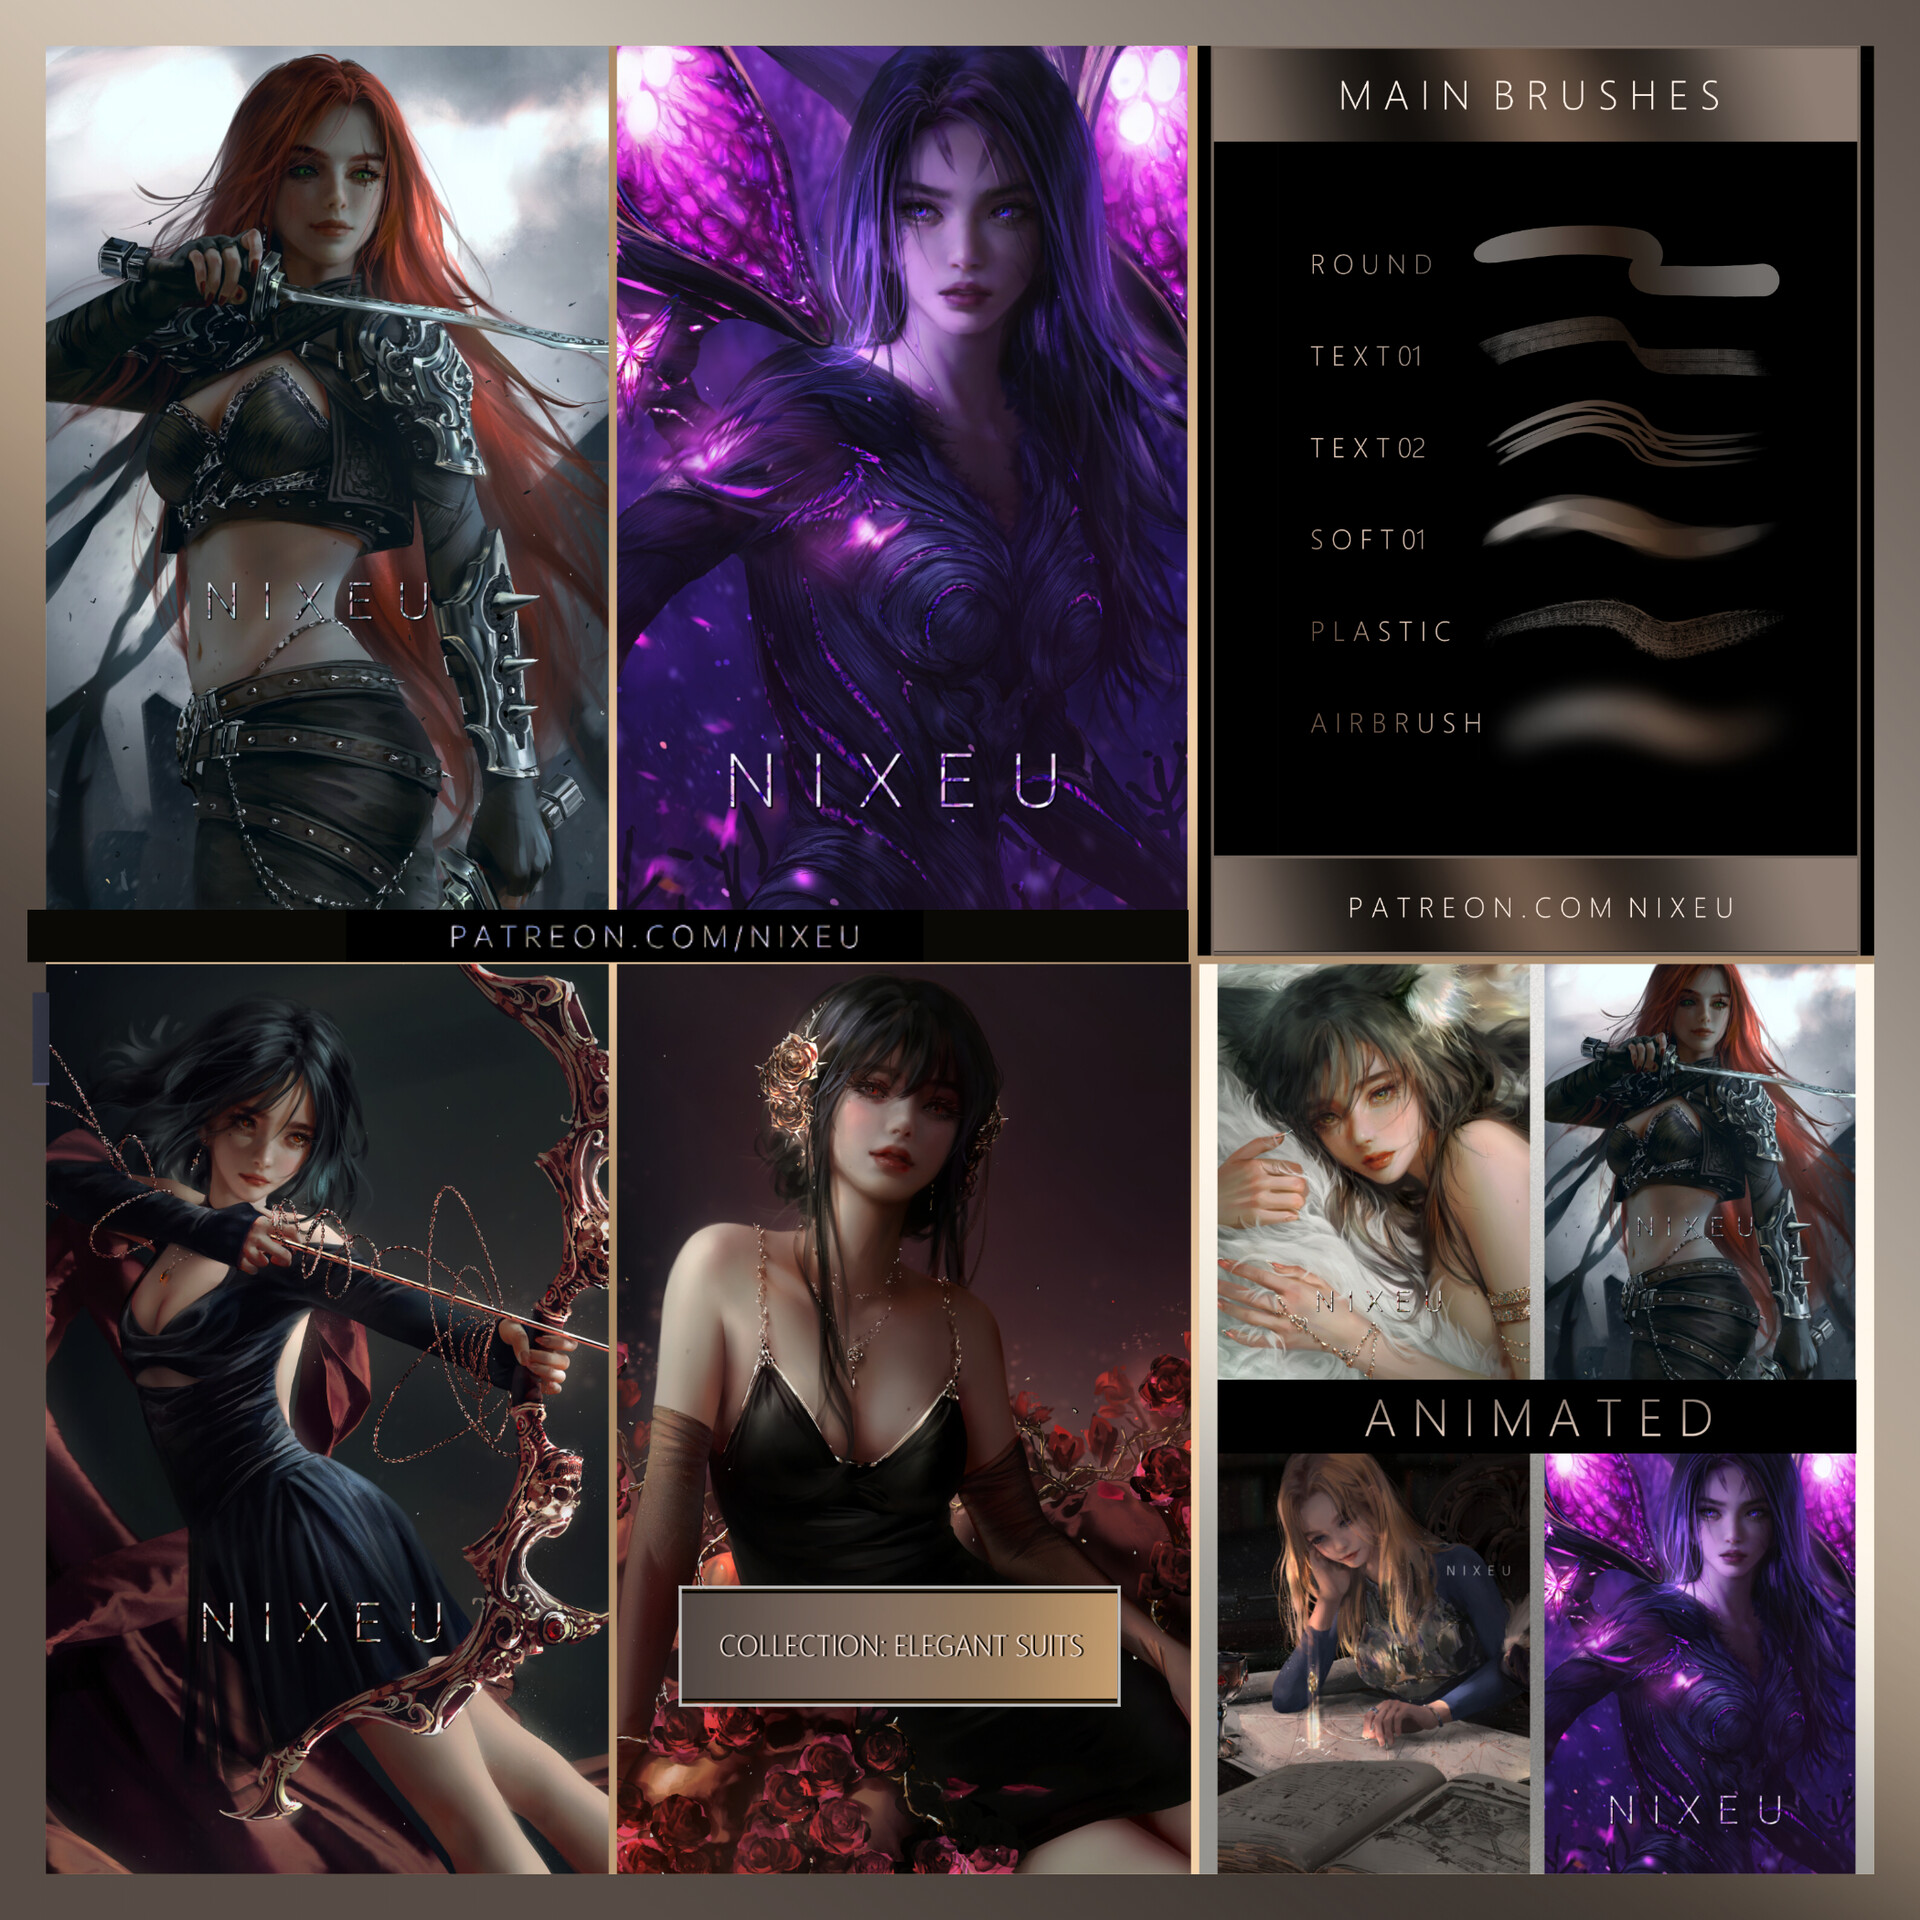 NIXEU
NIXEU
PATREON.COM/NIXEU
MAIN BRUSHES
ROUND
TEXT01
TEXT02
SOFT01
PLASTIC
AIRBRUSH
PATREON.COM NIXEU
NIXEU
COLLECTION: ELEGANT SUITS
NIXEU
NIXEU
ANIMATED
NIXEU
NIXEU